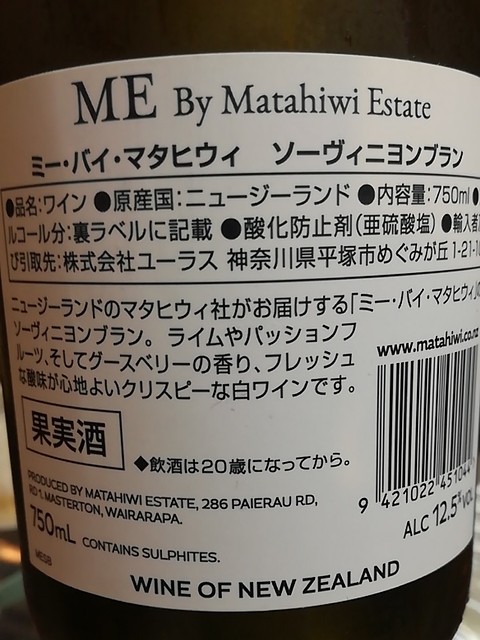 ME By Matahiwi Estate
ミー・バイ・マタヒウィ ソーヴィニヨンブラン
●品名:ワイン ●原産国:ニュージーランド ●内容量:750ml ●
ルコール分:裏ラベルに記載 ●酸化防止剤(亜硫酸塩) ●輸入者
び引取先:株式会社ユーラス 神奈川県平塚市めぐみが丘 1-21-10
ニュージーランドのマタヒウィ社がお届けする「ミー・バイ・マタヒウィ」の
ソーヴィニヨンブラン。ライムやパッションフ
ルーツ、そしてグースベリーの香り、フレッシュ
な酸味が心地よいクリスピーな白ワインです。
www.matahiwi.co.nz
果実酒
◆飲酒は20歳になってから。
PRODUCED BY MATAHIWI ESTATE, 286 PAIERAU RD,
RD 1. MASTERTON, WAIRARAPA.
9 421022 451044
750mL CONTAINS SULPHITES.
ALC 12.5% VOL
MESB
WINE OF NEW ZEALAND